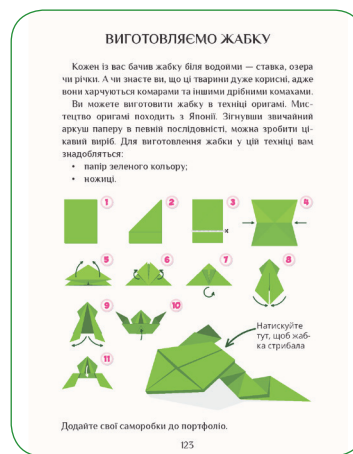 ВИГОТОВЛЯЄМО ЖАБКУ
Кожен із вас бачив жабку біля водойми — ставка, озера
чи річки. А чи знаєте ви, що ці тварини дуже корисні, адже
вони харчуються комарами та іншими дрібними комахами.
Ви можете виготовити жабку в техніці оригамі. Мис-
тецтво оригамі походить з Японії. Зігнувши звичайний
аркуш паперу в певній послідовності, можна зробити ці-
кавий виріб. Для виготовлення жабки у цій техніці вам
знадобляться:
• папір зеленого кольору;
• ножиці.
1
2
3
4
5
6
7
8
9
10
11
Натискуйте
тут, щоб жаб-
ка стрибала
Додайте свої саморобки до портфоліо.
123